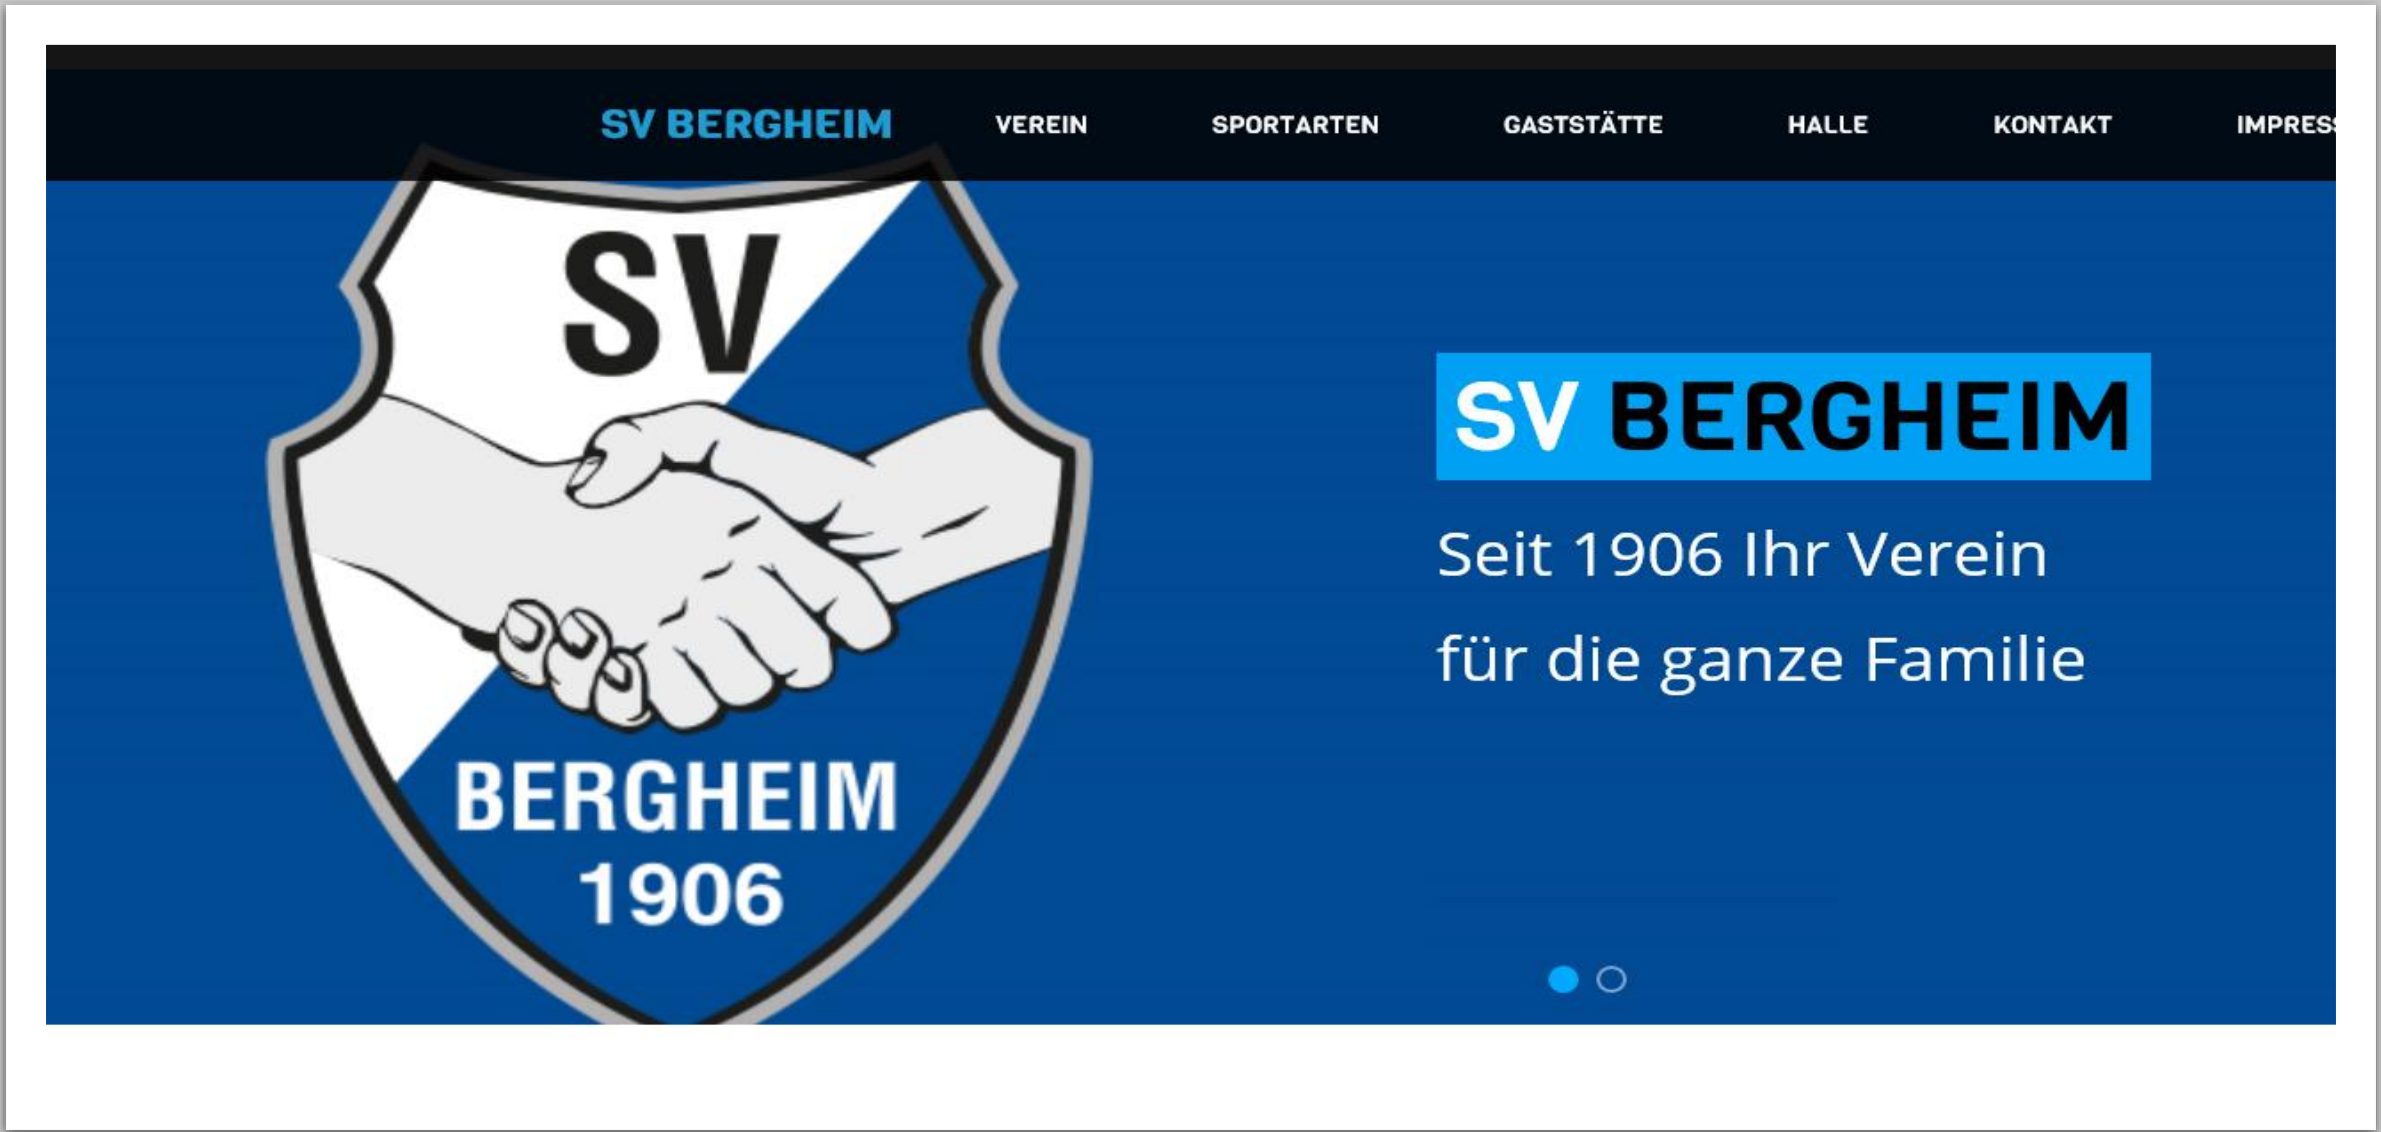 SV BERGHEIM VEREIN SPORTARTEN GASTSTÄTTE HALLE KONTAKT IMPRESS
SV
BERGHEIM
1906
SV BERGHEIM
Seit 1906 Ihr Verein
für die ganze Familie